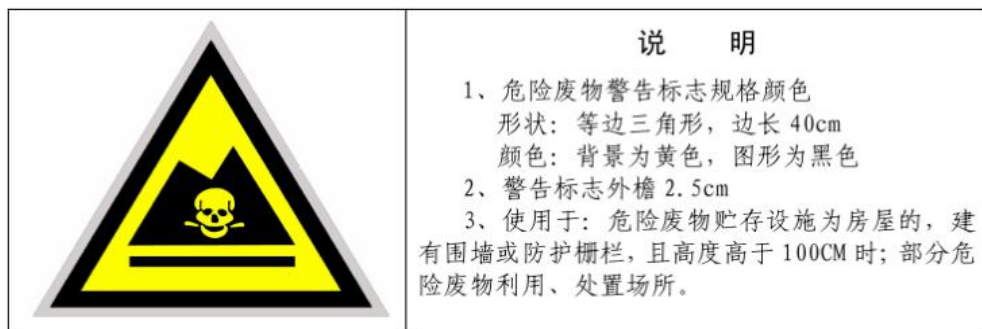 说 明
1、危险废物警告标志规格颜色
形状：等边三角形，边长 40cm
颜色：背景为黄色，图形为黑色
2、警告标志外檐 2.5cm
3、使用于：危险废物贮存设施为房屋的，建
有围墙或防护栅栏，且高度高于 100CM 时；部分危
险废物利用、处置场所。